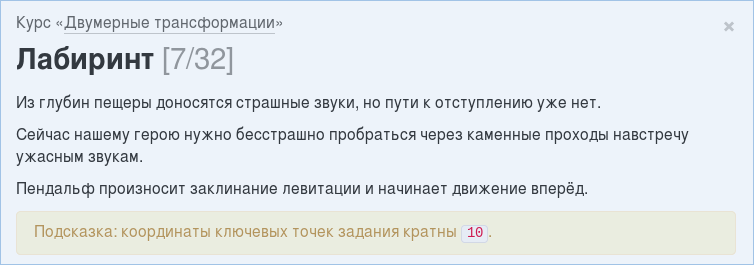 Курс «Двумерные трансформации»
×
Лабиринт [7/32]
Из глубин пещеры доносятся страшные звуки, но пути к отступлению уже нет.
Сейчас нашему герою нужно бесстрашно пробраться через каменные проходы навстречу
ужасным звукам.
Пендальф произносит заклинание левитации и начинает движение вперёд.
Подсказка: координаты ключевых точек задания кратны 10.